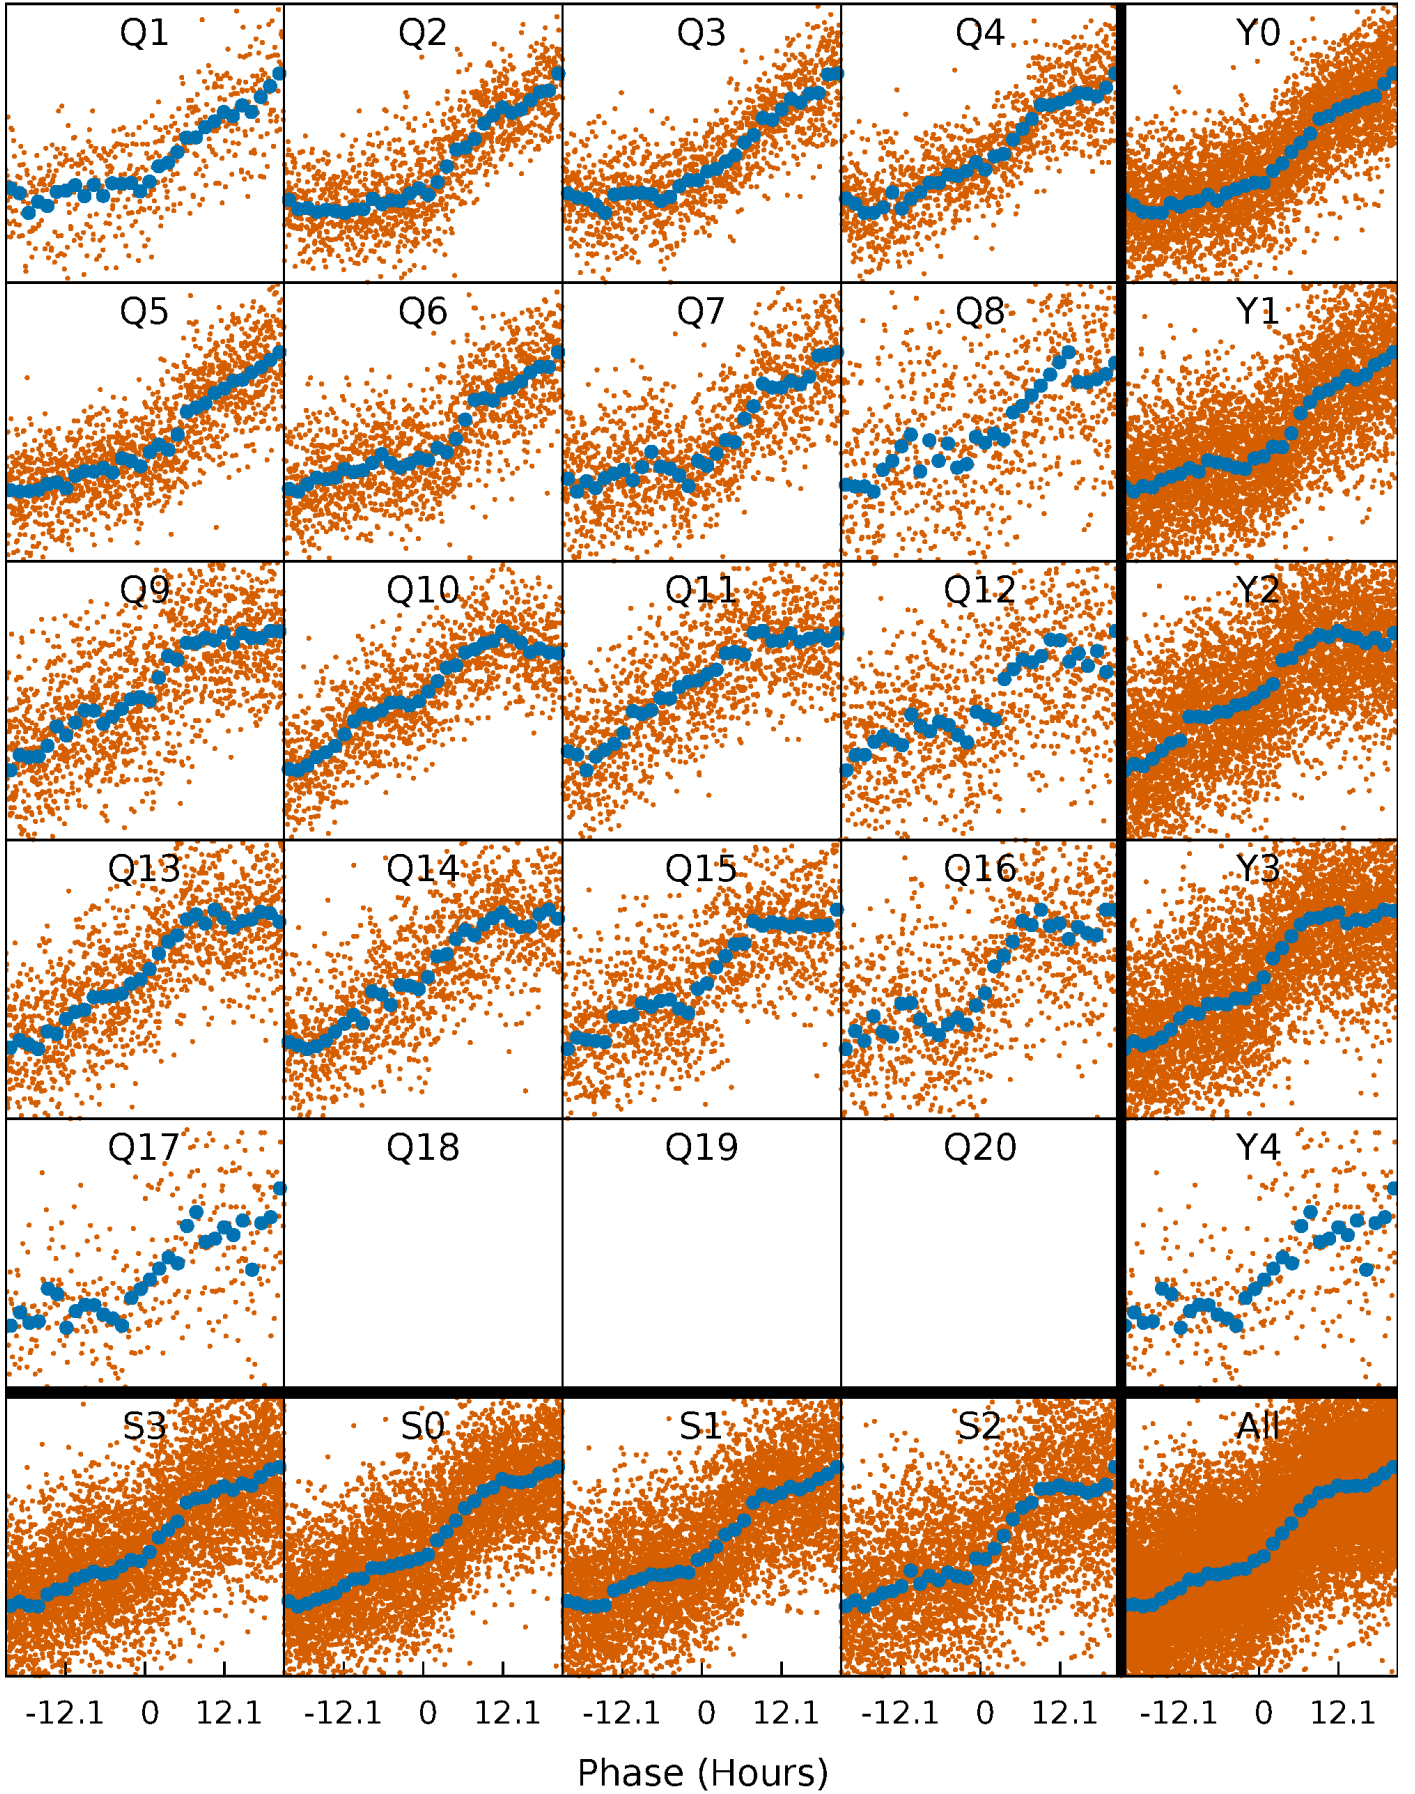 Q1 Q2 Q3 Q4 Y0
Q5 Q6 Q7 Q8 Y1
Q9 Q10 Q11 Q12 Y2
Q13 Q14 Q15 Q16 Y3
Q17 Q18 Q19 Q20 Y4
S3 S0 S1 S2 All
-12.1 0 12.1 -12.1 0 12.1 -12.1 0 12.1 -12.1 0 12.1 -12.1 0 12.1
Phase (Hours)